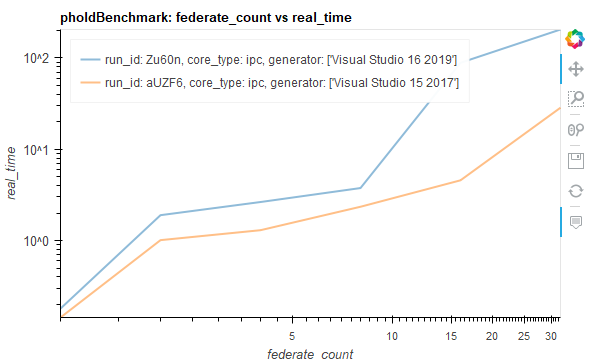 pholdBenchmark: federate_count vs real_time
run_id: Zu60n, core_type: ipc, generator: ['Visual Studio 16 2019']
run_id: aUZF6, core_type: ipc, generator: ['Visual Studio 15 2017']
10^2
10^1
10^0
real_time
5 10 15 20 25 30
federate_count